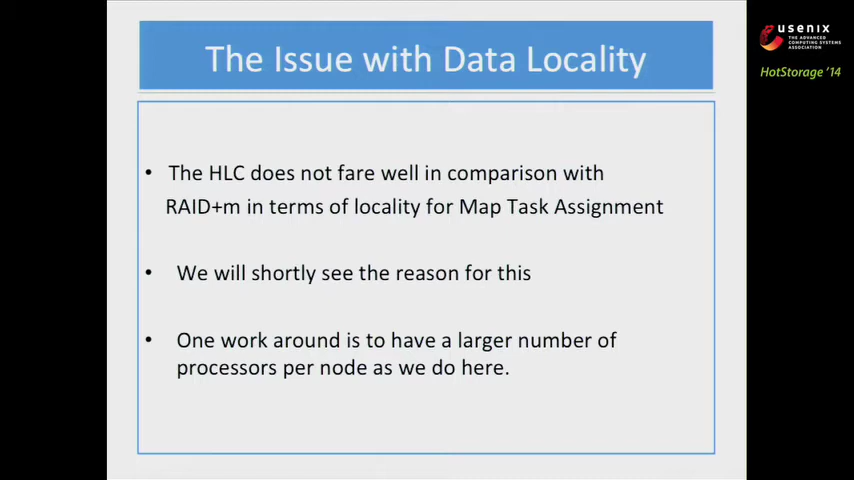 The Issue with Data Locality
• The HLC does not fare well in comparison with
RAID+m in terms of locality for Map Task Assignment
• We will shortly see the reason for this
• One work around is to have a larger number of
processors per node as we do here.
usenix
THE ADVANCED
COMPUTING SYSTEMS
ASSOCIATION
HotStorage '14